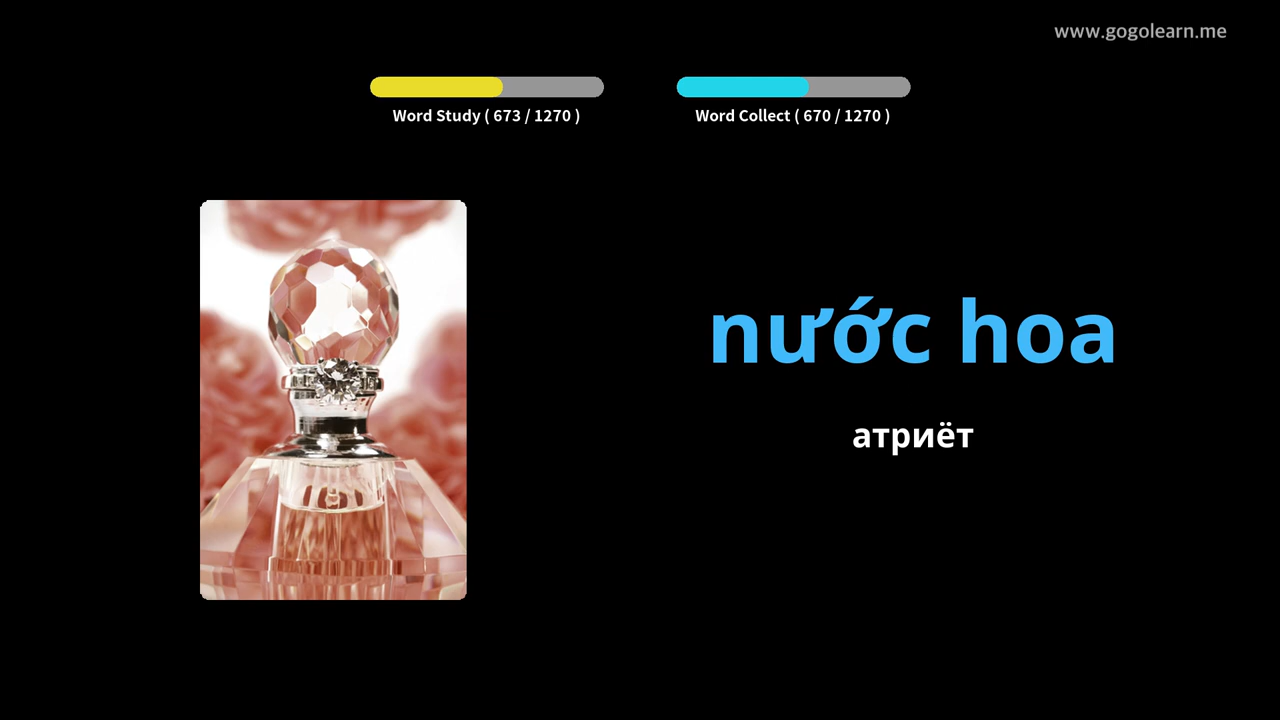 www.gogolearn.me
Word Study ( 673 / 1270 )
Word Collect ( 670 / 1270 )
nước hoa
атриёт